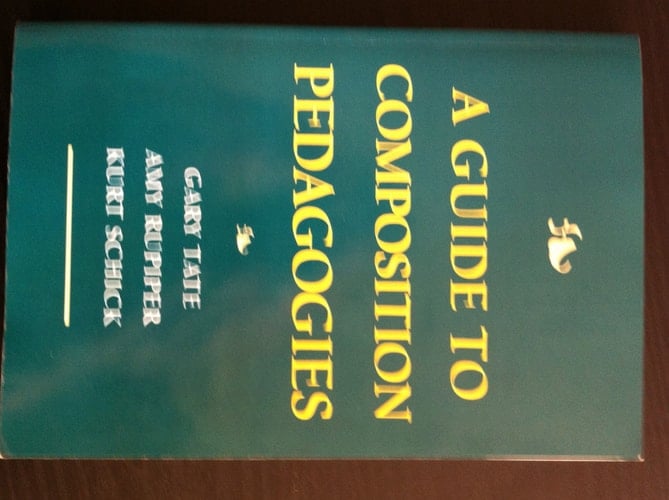 A GUIDE TO
COMPOSITION
PEDAGOGIES
GARY TATE
AMY RUPIPER
KURT SCHICK